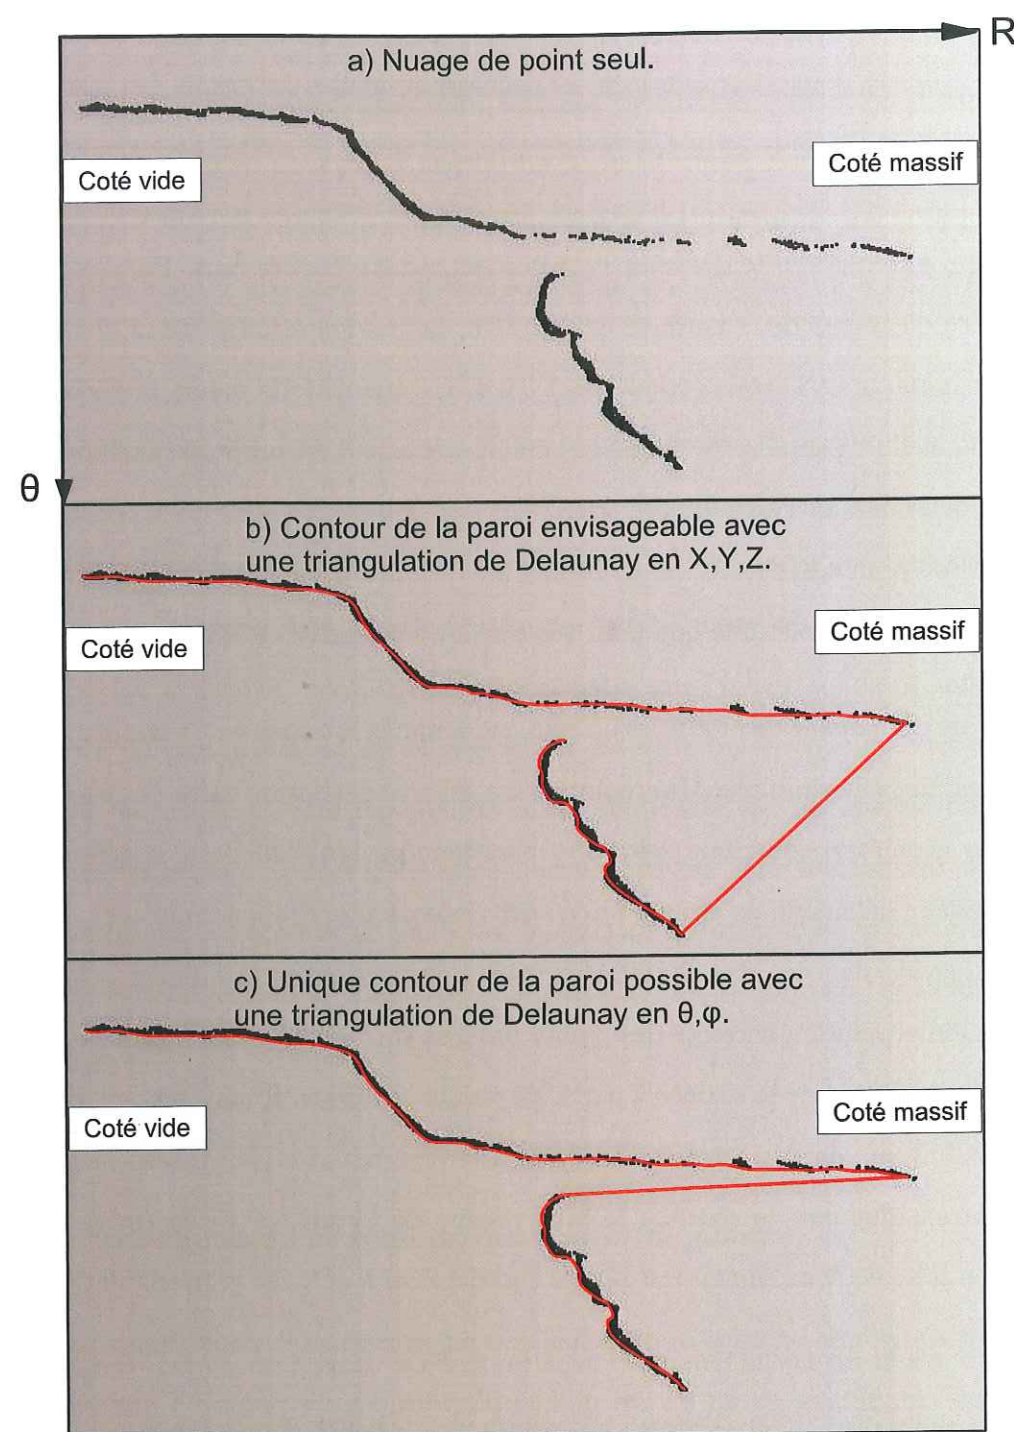 R
a) Nuage de point seul.
Coté vide
Coté massif
θ
b) Contour de la paroi envisageable avec
une triangulation de Delaunay en X,Y,Z.
Coté vide
Coté massif
c) Unique contour de la paroi possible avec
une triangulation de Delaunay en θ,φ.
Coté vide
Coté massif